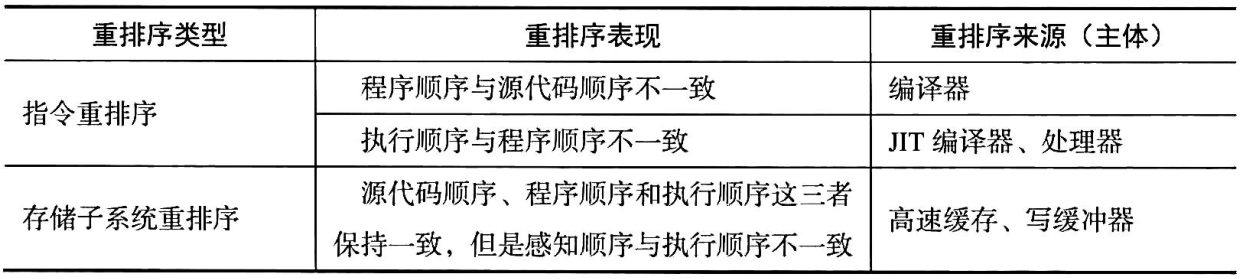 重排序类型 重排序表现 重排序来源（主体）
指令重排序
程序顺序与源代码顺序不一致 编译器
执行顺序与程序顺序不一致 JIT 编译器、处理器
存储子系统重排序
源代码顺序、程序顺序和执行顺序这三者
保持一致，但是感知顺序与执行顺序不一致
高速缓存、写缓冲器